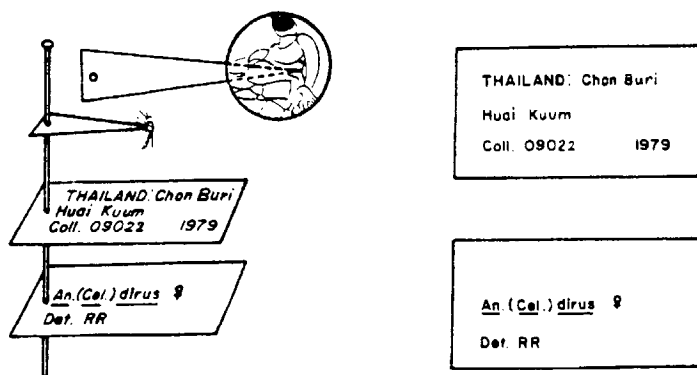 THAILAND: Chon Buri
Huai Kuum
Coll. 09022 1979
An. (Cel.) dirus ♀
Det. RR
THAILAND: Chon Buri
Huai Kuum
Coll. 09022 1979
An. (Cel.) dirus ♀
Det. RR